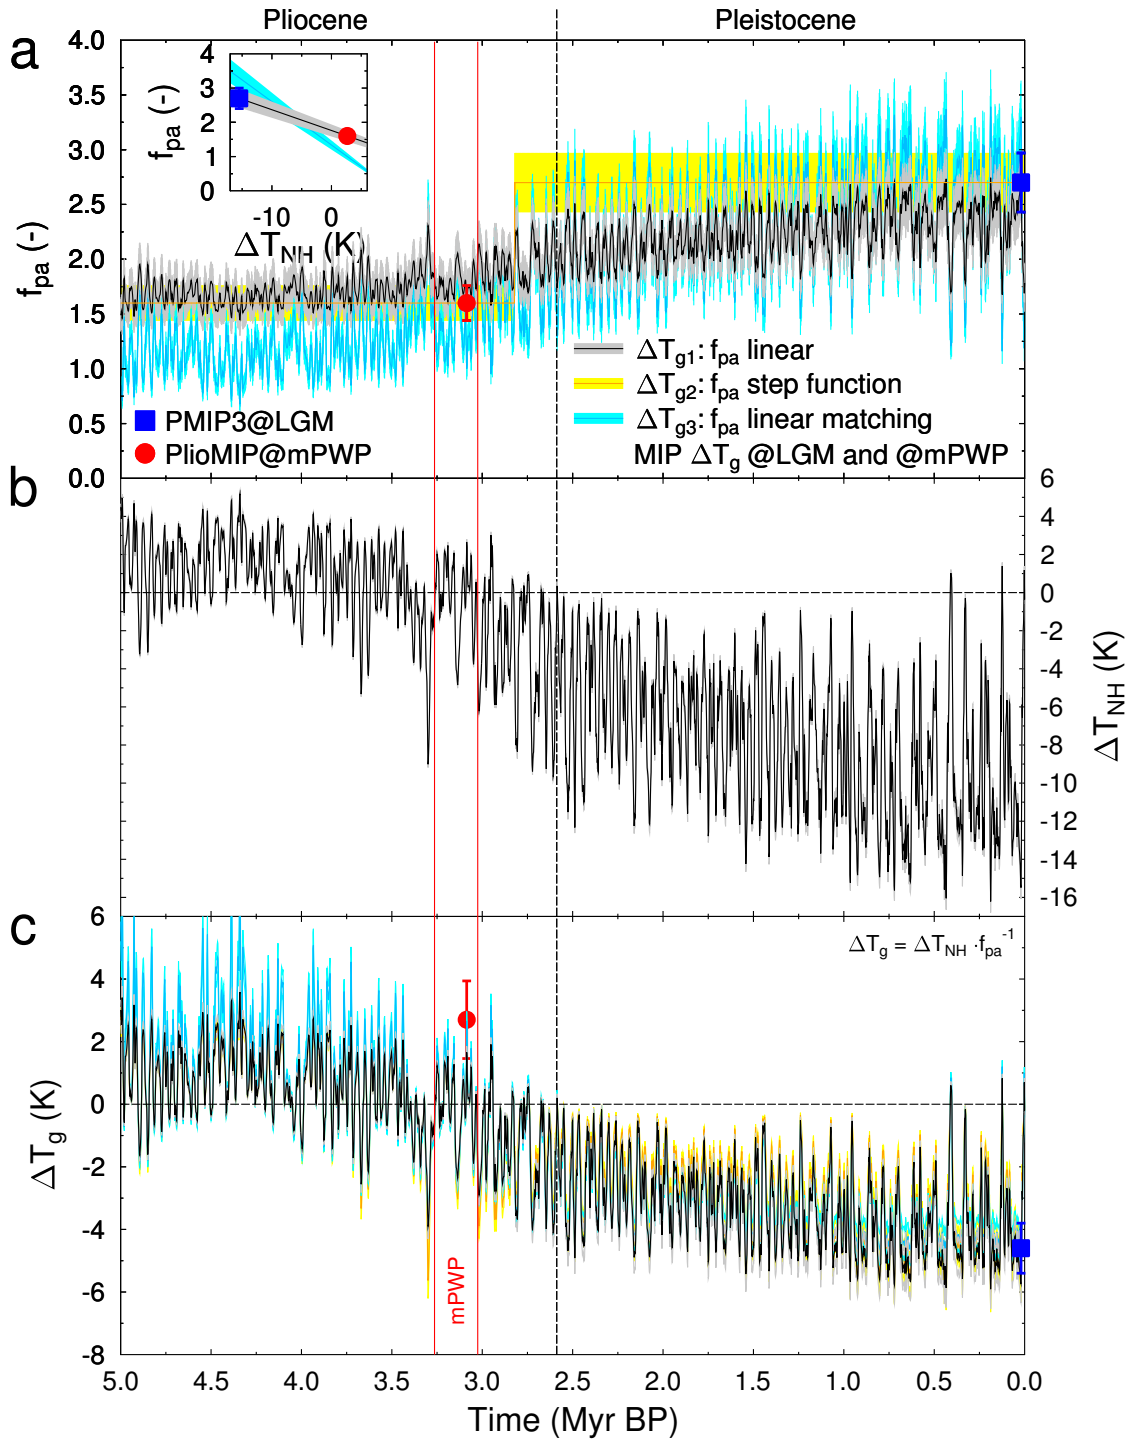 Pliocene Pleistocene
a
4.0
3.5
3.0
2.5
2.0
1.5
1.0
0.5
0.0
f_pa (-)
4
3
2
1
0
f_pa (-)
-10 0
ΔT_NH (K)
ΔT_g1: f_pa linear
ΔT_g2: f_pa step function
ΔT_g3: f_pa linear matching
MIP ΔT_g @LGM and @mPWP
PMIP3@LGM
PlioMIP@mPWP
b
6
4
2
0
-2
-4
-6
-8
-10
-12
-14
-16
ΔT_NH (K)
c
6
4
2
0
-2
-4
-6
-8
ΔT_g (K)
ΔT_g = ΔT_NH ·f_pa^-1
mPWP
5.0 4.5 4.0 3.5 3.0 2.5 2.0 1.5 1.0 0.5 0.0
Time (Myr BP)